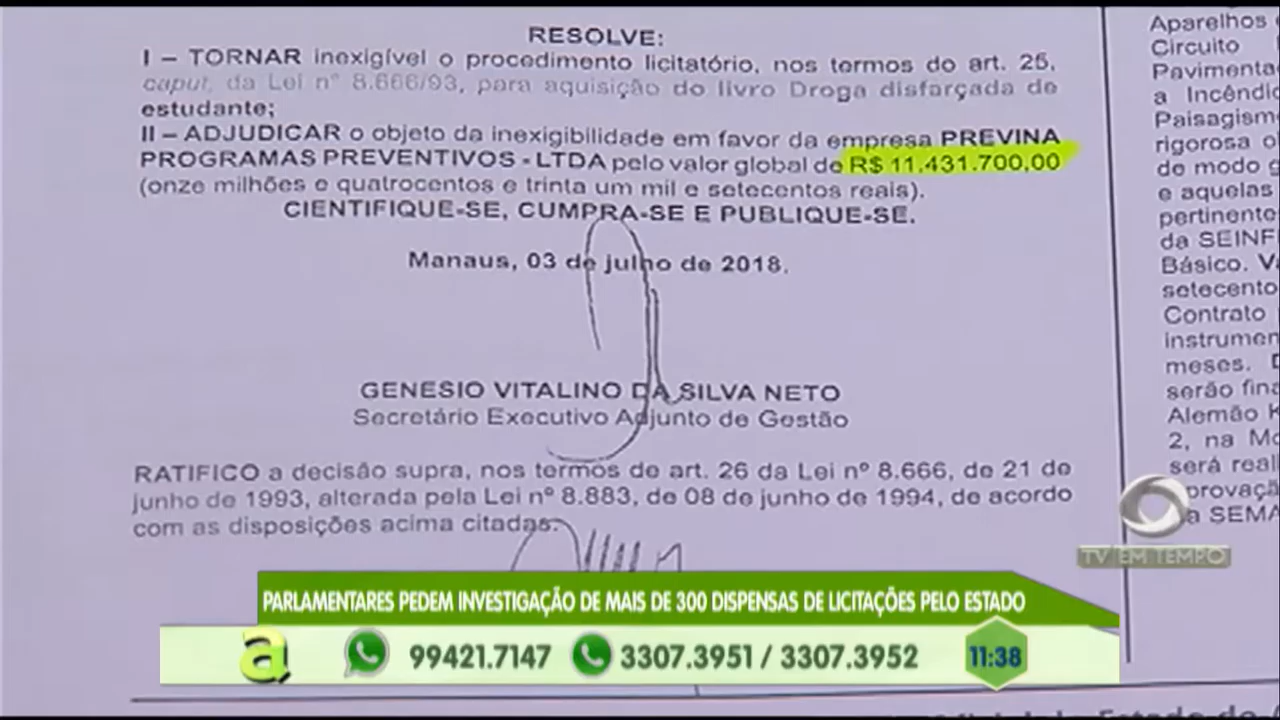 RESOLVE:
I – TORNAR inexigível o procedimento licitatório, nos termos do art. 25,
caput, da Lei nº 8.666/93, para aquisição do livro Droga disfarçada de
estudante;
II – ADJUDICAR o objeto da inexigibilidade em favor da empresa PREVINA
PROGRAMAS PREVENTIVOS - LTDA pelo valor global de R$ 11.431.700,00
(onze milhões e quatrocentos e trinta um mil e setecentos reais).
CIENTIFIQUE-SE, CUMPRA-SE E PUBLIQUE-SE.
Manaus, 03 de julho de 2018.
GENESIO VITALINO DA SILVA NETO
Secretário Executivo Adjunto de Gestão
RATIFICO a decisão supra, nos termos de art. 26 da Lei nº 8.666, de 21 de
junho de 1993, alterada pela Lei nº 8.883, de 08 de junho de 1994, de acordo
com as disposições acima citadas.
Aparelhos
Circuito
Pavimenta
a Incêndi
Paisagism
rigorosa o
de modo g
e aquelas
pertinente
da SEINF
Básico. Va
setecento
Contrato
instrumen
meses.
serão fina
Alemão
2, na Mo
será real
provaçã
a SEMA
TV EM TEMPO
PARLAMENTARES PEDEM INVESTIGAÇÃO DE MAIS DE 300 DISPENSAS DE LICITAÇÕES PELO ESTADO
a 99421.7147 3307.3951 / 3307.3952 11:38